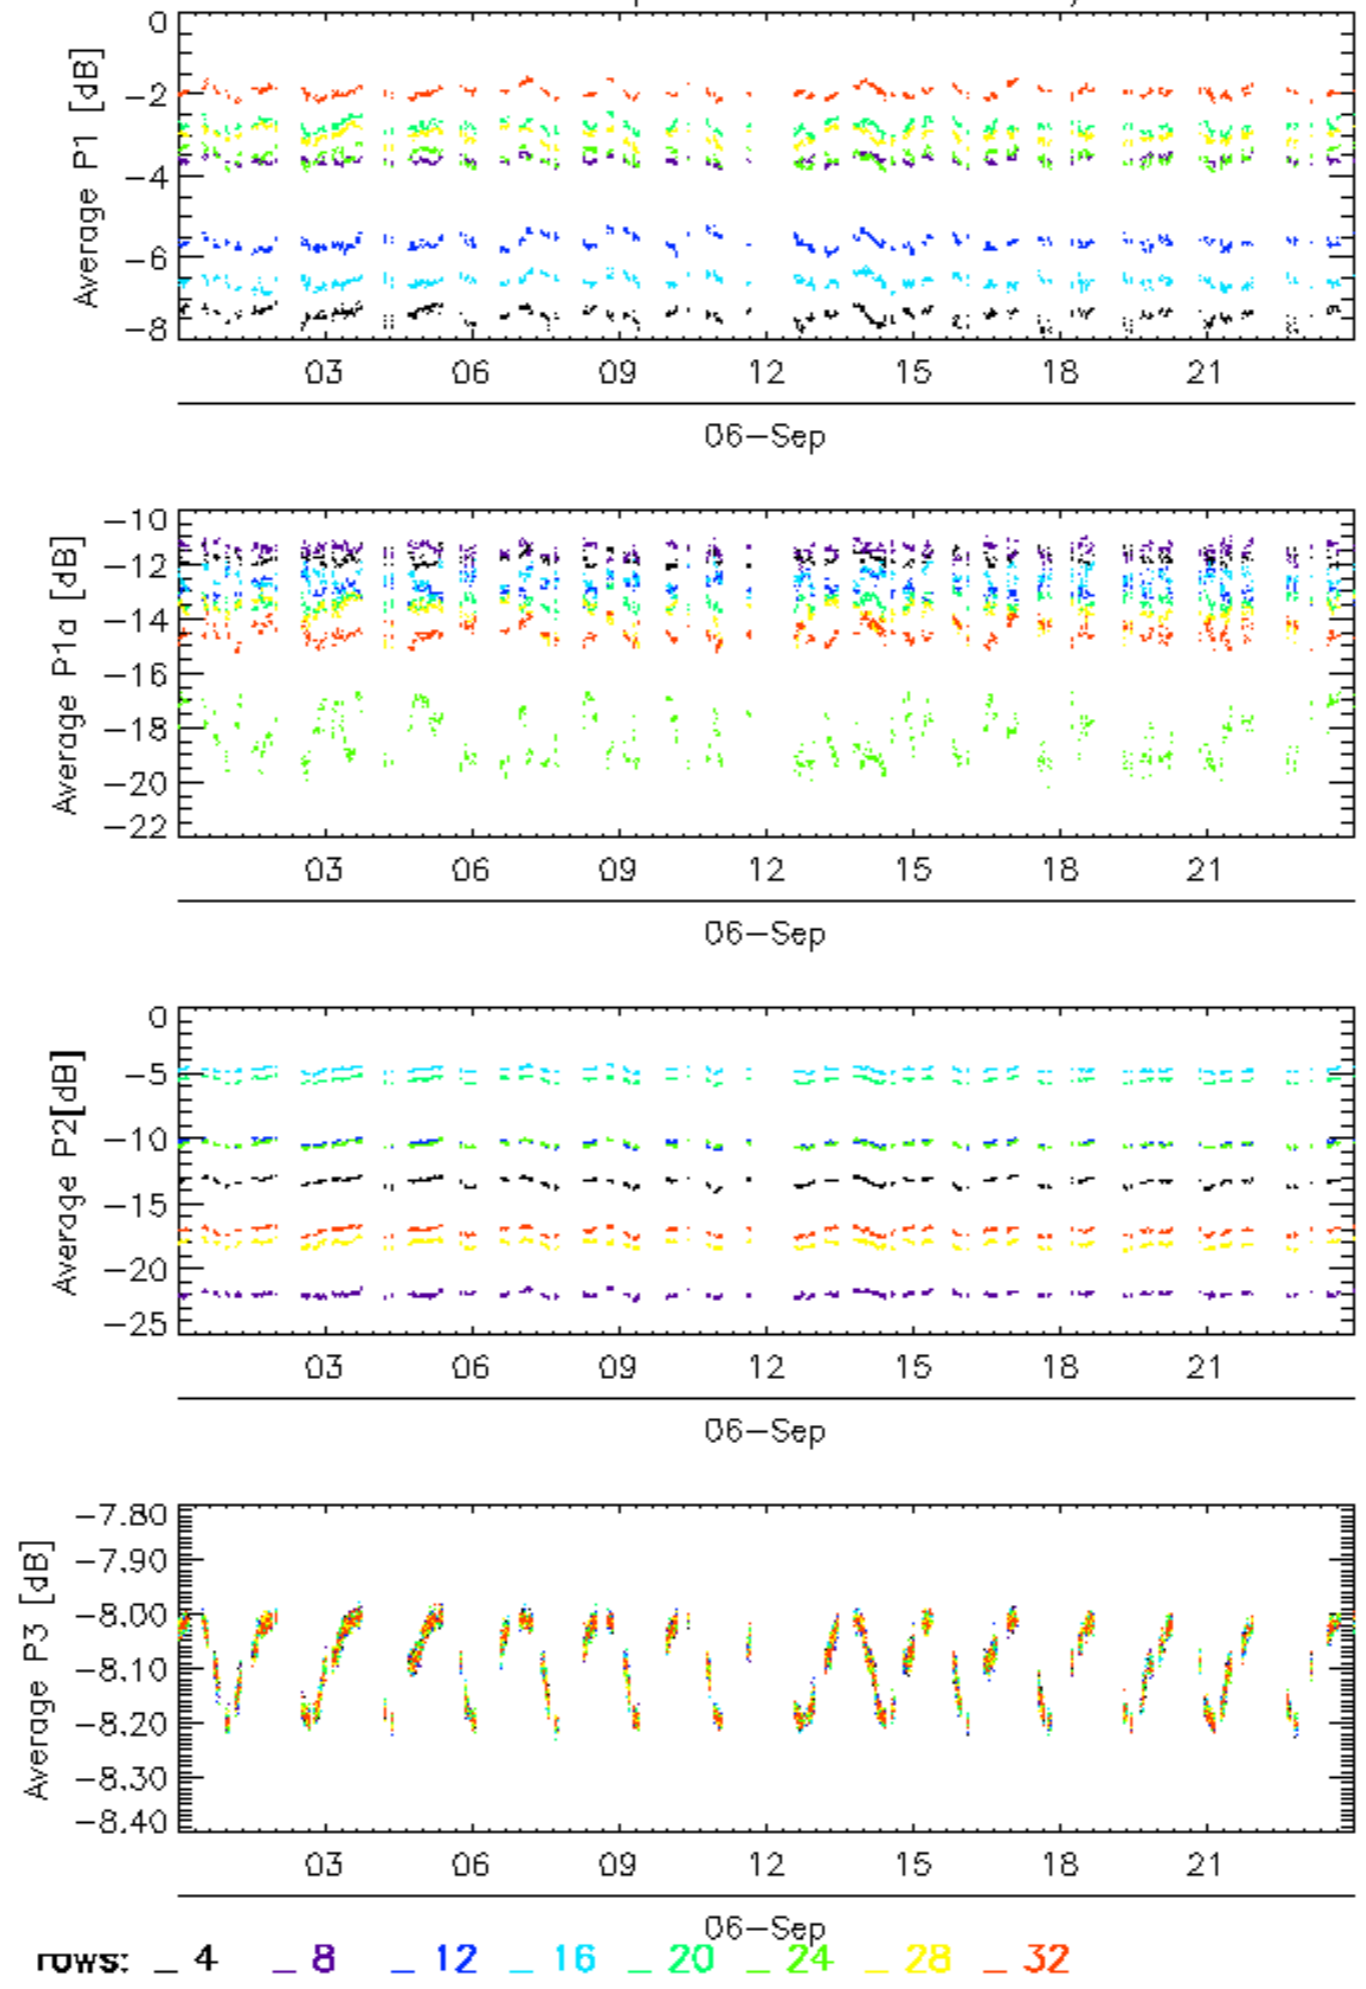 0
−2
−4
−6
−8
Average P1 [dB]
03 06 09 12 15 18 21
06−Sep
−10
−12
−14
−16
−18
−20
−22
Average P1a [dB]
03 06 09 12 15 18 21
06−Sep
0
−5
−10
−15
−20
−25
Average P2[dB]
03 06 09 12 15 18 21
06−Sep
−7.80
−7.90
−8.00
−8.10
−8.20
−8.30
−8.40
Average P3 [dB]
03 06 09 12 15 18 21
06−Sep
rows: _ 4 _ 8 _ 12 _ 16 _ 20 _ 24 _ 28 _ 32